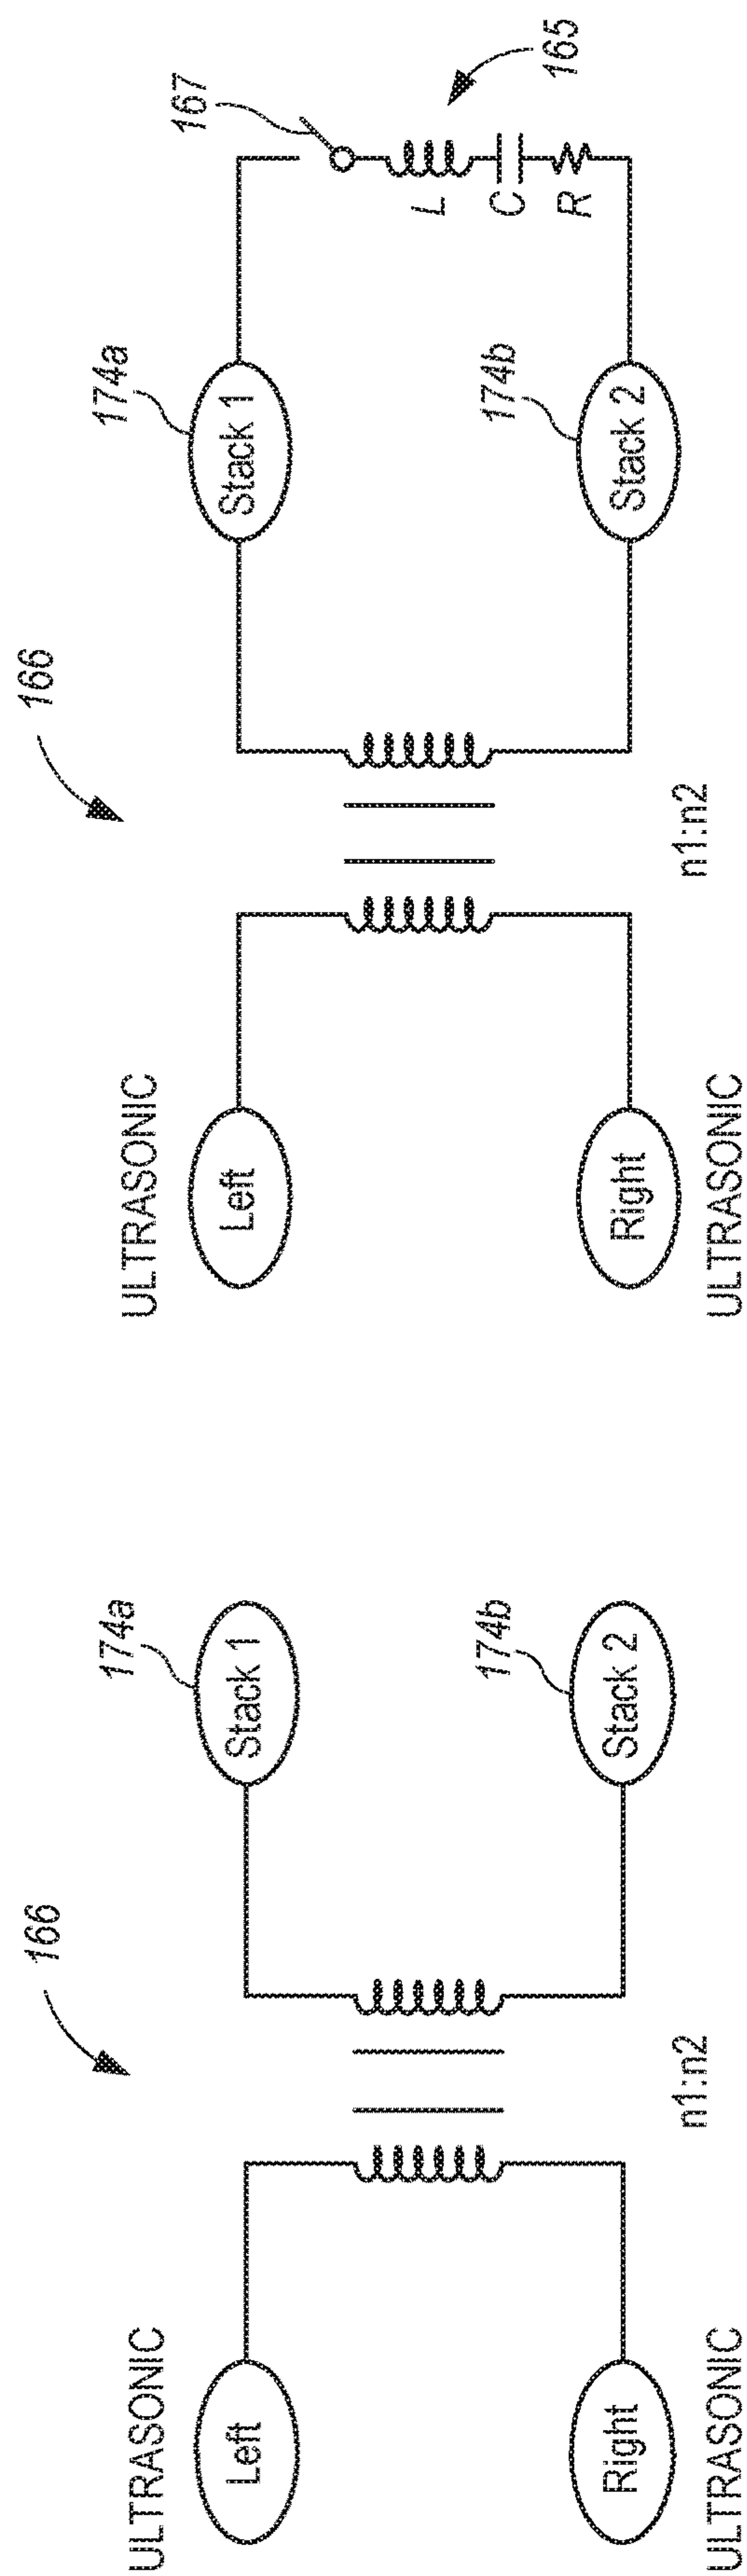 166
ULTRASONIC
174a
Left
Stack 1
174b
Right
Stack 2
ULTRASONIC
n1:n2
166
ULTRASONIC
174a
167
Left
Stack 1
165
L
C
R
174b
Right
Stack 2
ULTRASONIC
n1:n2